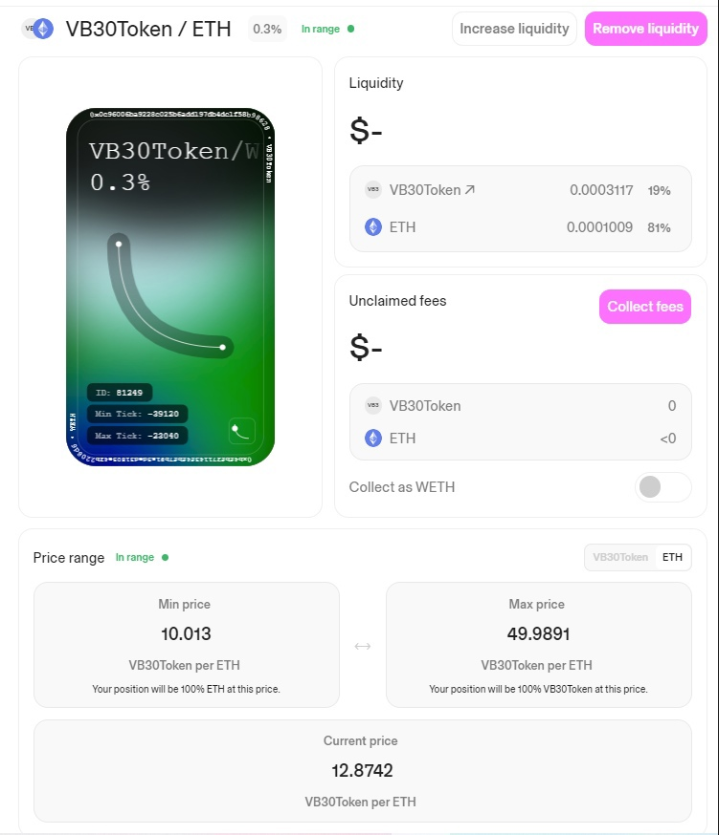 VB30Token / ETH
0.3%
In range
Increase liquidity
Remove liquidity
VB30Token/W
0.3%
VB30Token
ID: 81249
Min Tick: -39120
Max Tick: -23040
• WETH
Liquidity
$-
VB3
VB30Token
0.0003117
19%
ETH
0.0001009
81%
Unclaimed fees
Collect fees
$-
VB3
VB30Token
0
ETH
<0
Collect as WETH
Price range
In range
VB30Token
ETH
Min price
10.013
VB30Token per ETH
Your position will be 100% ETH at this price.
Max price
49.9891
VB30Token per ETH
Your position will be 100% VB30Token at this price.
Current price
12.8742
VB30Token per ETH